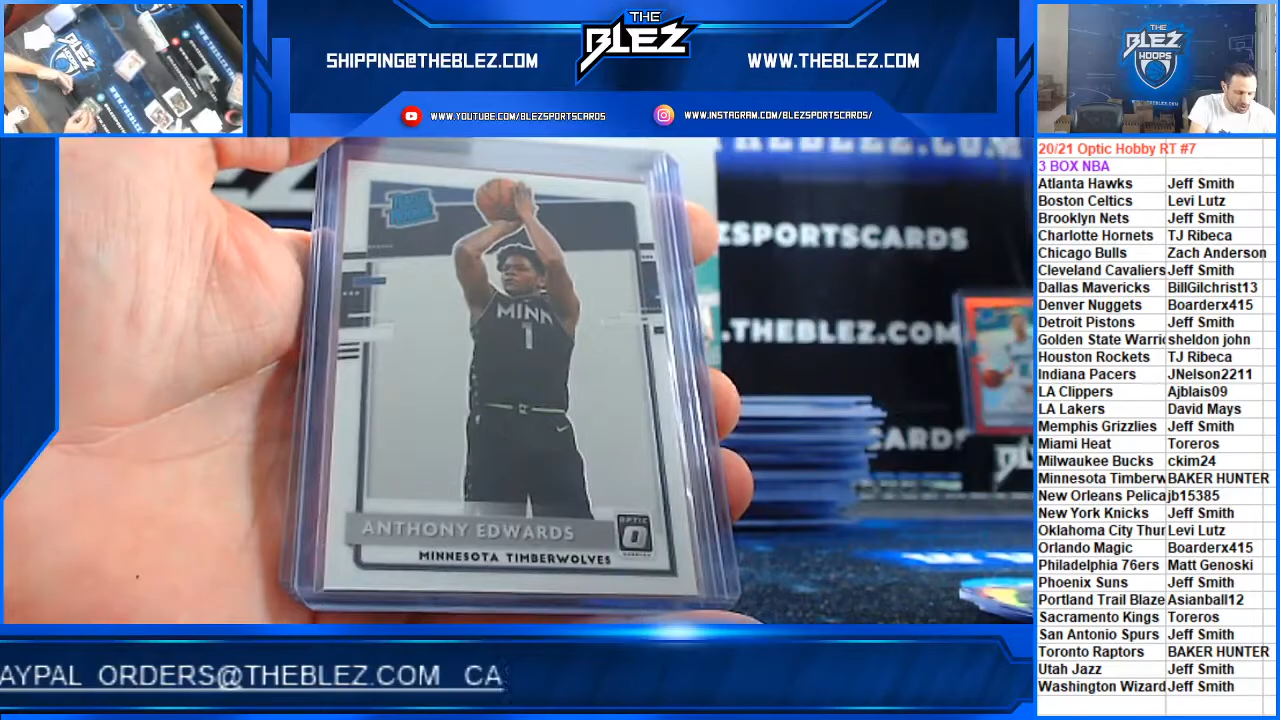 THE
BLEZ
SHIPPING@THEBLEZ.COM
WWW.THEBLEZ.COM
WWW.YOUTUBE.COM/BLEZSPORTSCARDS
WWW.INSTAGRAM.COM/BLEZSPORTSCARDS/
THE
BLEZ
HOOPS
20/21 Optic Hobby RT #7
3 BOX NBA
Atlanta Hawks Jeff Smith
Boston Celtics Levi Lutz
Brooklyn Nets Jeff Smith
Charlotte Hornets TJ Ribeca
Chicago Bulls Zach Anderson
Cleveland Cavaliers Jeff Smith
Dallas Mavericks BillGilchrist13
Denver Nuggets Boarderx415
Detroit Pistons Jeff Smith
Golden State Warri sheldon john
Houston Rockets TJ Ribeca
Indiana Pacers JNelson2211
LA Clippers Ajblais09
LA Lakers David Mays
Memphis Grizzlies Jeff Smith
Miami Heat Toreros
Milwaukee Bucks ckim24
Minnesota Timberw BAKER HUNTER
New Orleans Pelica jb15385
New York Knicks Jeff Smith
Oklahoma City Thu Levi Lutz
Orlando Magic Boarderx415
Philadelphia 76ers Matt Genoski
Phoenix Suns Jeff Smith
Portland Trail Blaze Asianball12
Sacramento Kings Toreros
San Antonio Spurs Jeff Smith
Toronto Raptors BAKER HUNTER
Utah Jazz Jeff Smith
Washington Wizard Jeff Smith
RATED
ROOKIE
MINN
1
ANTHONY EDWARDS
OPTIC
MINNESOTA TIMBERWOLVES
ZSPORTSCARDS
.THEBLEZ.COM
CARDS
AYPAL ORDERS@THEBLEZ.COM CA